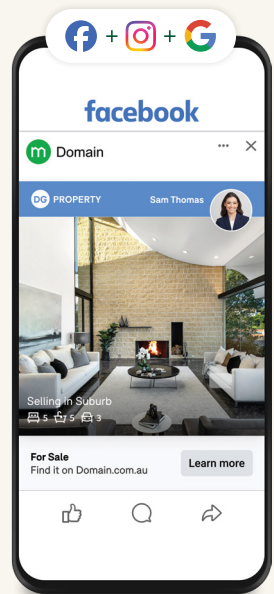 + +
facebook
m Domain
DG PROPERTY Sam Thomas
Selling in Suburb
5 5 3
For Sale
Find it on Domain.com.au
Learn more